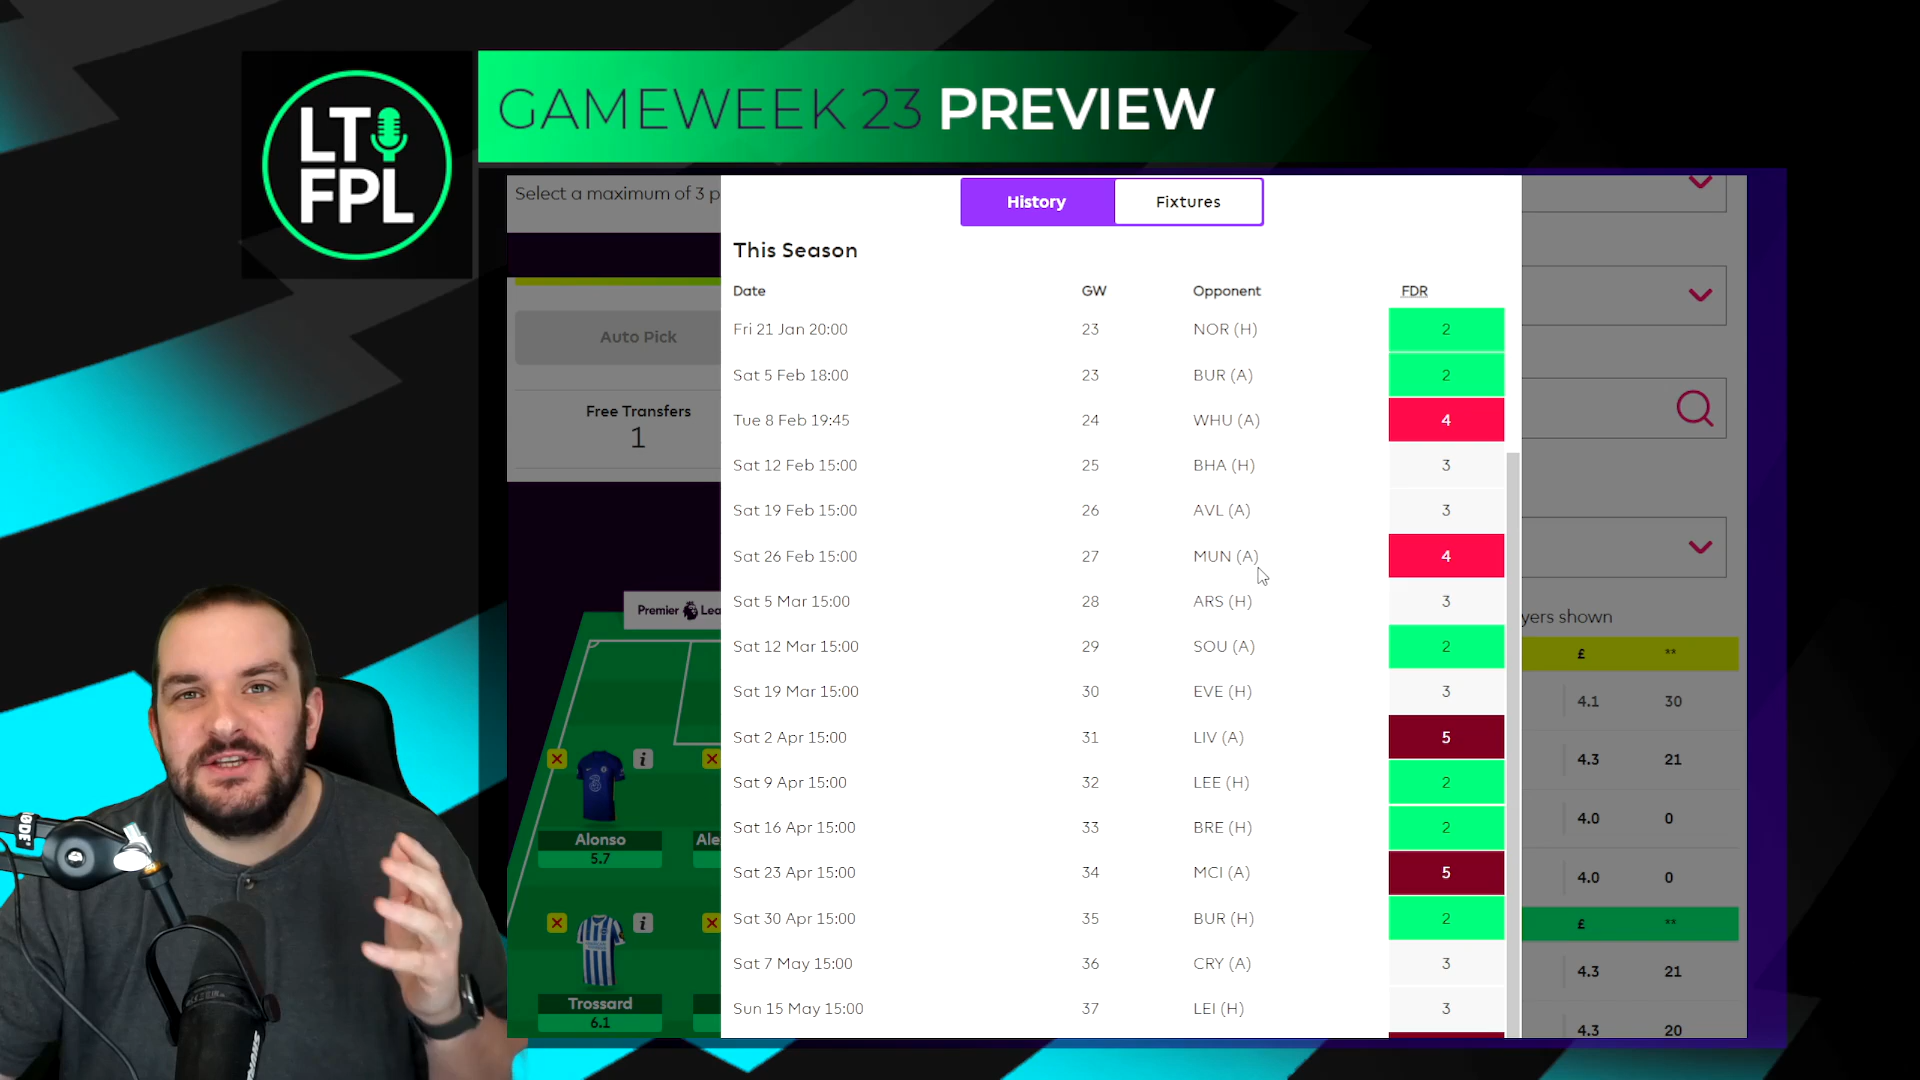 LT
FPL
GAMEWEEK 23 PREVIEW
Select a maximum of 3 p
History
Fixtures
This Season
Date GW Opponent FDR
Fri 21 Jan 20:00 23 NOR (H) 2
Sat 5 Feb 18:00 23 BUR (A) 2
Tue 8 Feb 19:45 24 WHU (A) 4
Sat 12 Feb 15:00 25 BHA (H) 3
Sat 19 Feb 15:00 26 AVL (A) 3
Sat 26 Feb 15:00 27 MUN (A) 4
Sat 5 Mar 15:00 28 ARS (H) 3
Sat 12 Mar 15:00 29 SOU (A) 2
Sat 19 Mar 15:00 30 EVE (H) 3
Sat 2 Apr 15:00 31 LIV (A) 5
Sat 9 Apr 15:00 32 LEE (H) 2
Sat 16 Apr 15:00 33 BRE (H) 2
Sat 23 Apr 15:00 34 MCI (A) 5
Sat 30 Apr 15:00 35 BUR (H) 2
Sat 7 May 15:00 36 CRY (A) 3
Sun 15 May 15:00 37 LEI (H) 3
Auto Pick
Free Transfers
1
Premier Lea
Alonso
5.7
Ale
Trossard
6.1
yers shown
£ **
4.1 30
4.3 21
4.0 0
4.0 0
£ **
4.3 21
4.3 20